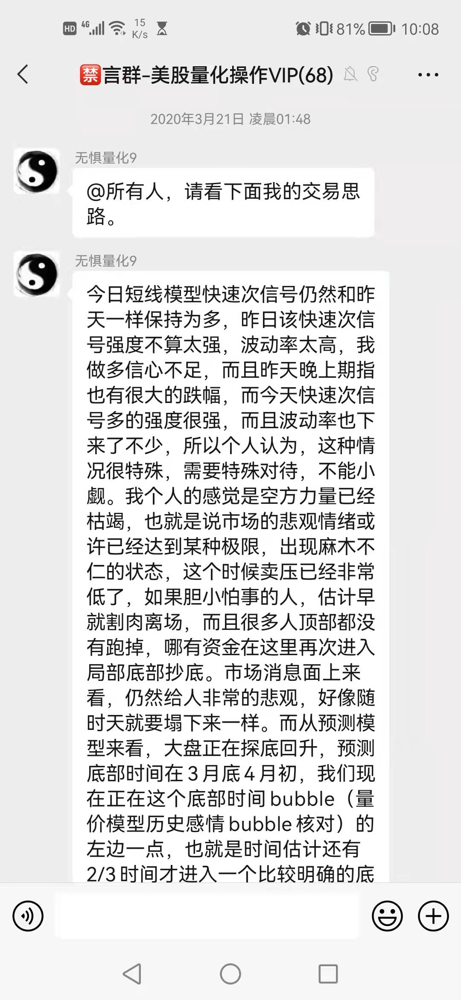 HD 4G 15 K/s 81% 10:08
禁言群-美股量化操作VIP(68)
2020年3月21日 凌晨01:48
无惧量化9
@所有人，请看下面我的交易思
路。
无惧量化9
今日短线模型快速次信号仍然和昨
天一样保持为多，昨日该快速次信
号强度不算太强，波动率太高，我
做多信心不足，而且昨天晚上期指
也有很大的跌幅，而今天快速次信
号多的强度很强，而且波动率也下
来了不少，所以个人认为，这种情
况很特殊，需要特殊对待，不能小
觑。我个人的感觉是空方力量已经
枯竭，也就是说市场的悲观情绪或
许已经达到某种极限，出现麻木不
仁的状态，这个时候卖压已经非常
低了，如果胆小怕事的人，估计早
就割肉离场，而且很多人顶部都没
有跑掉，哪有资金在这里再次进入
局部底部抄底。市场消息面上来
看，仍然给人非常的悲观，好像随
时天就要塌下来一样。而从预测模
型来看，大盘正在探底回升，预测
底部时间在3月底4月初，我们现
在正在这个底部时间bubble（量
价模型历史感情bubble核对）的
左边一点，也就是时间估计还有
2/3时间才进入一个比较明确的底